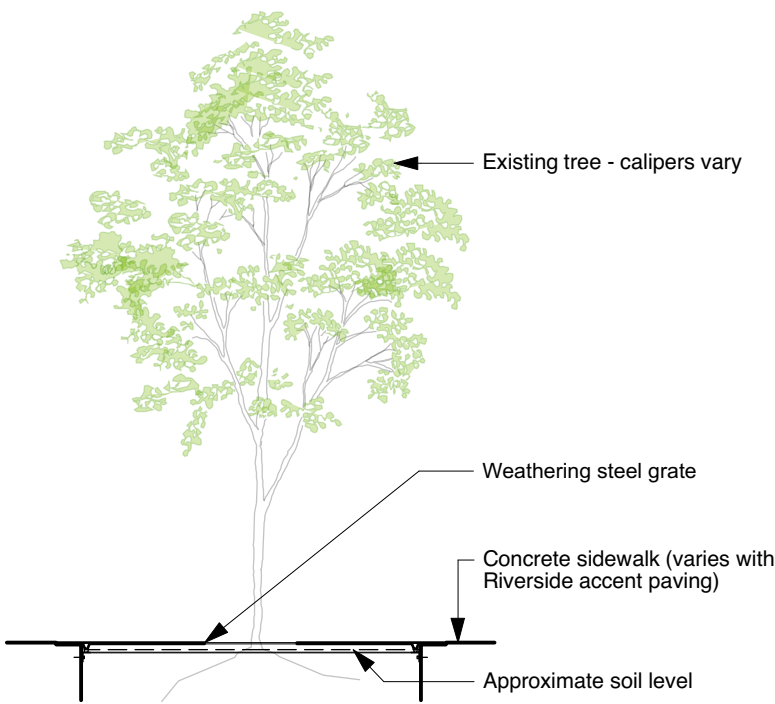 Existing tree - calipers vary
Weathering steel grate
Concrete sidewalk (varies with
Riverside accent paving)
Approximate soil level